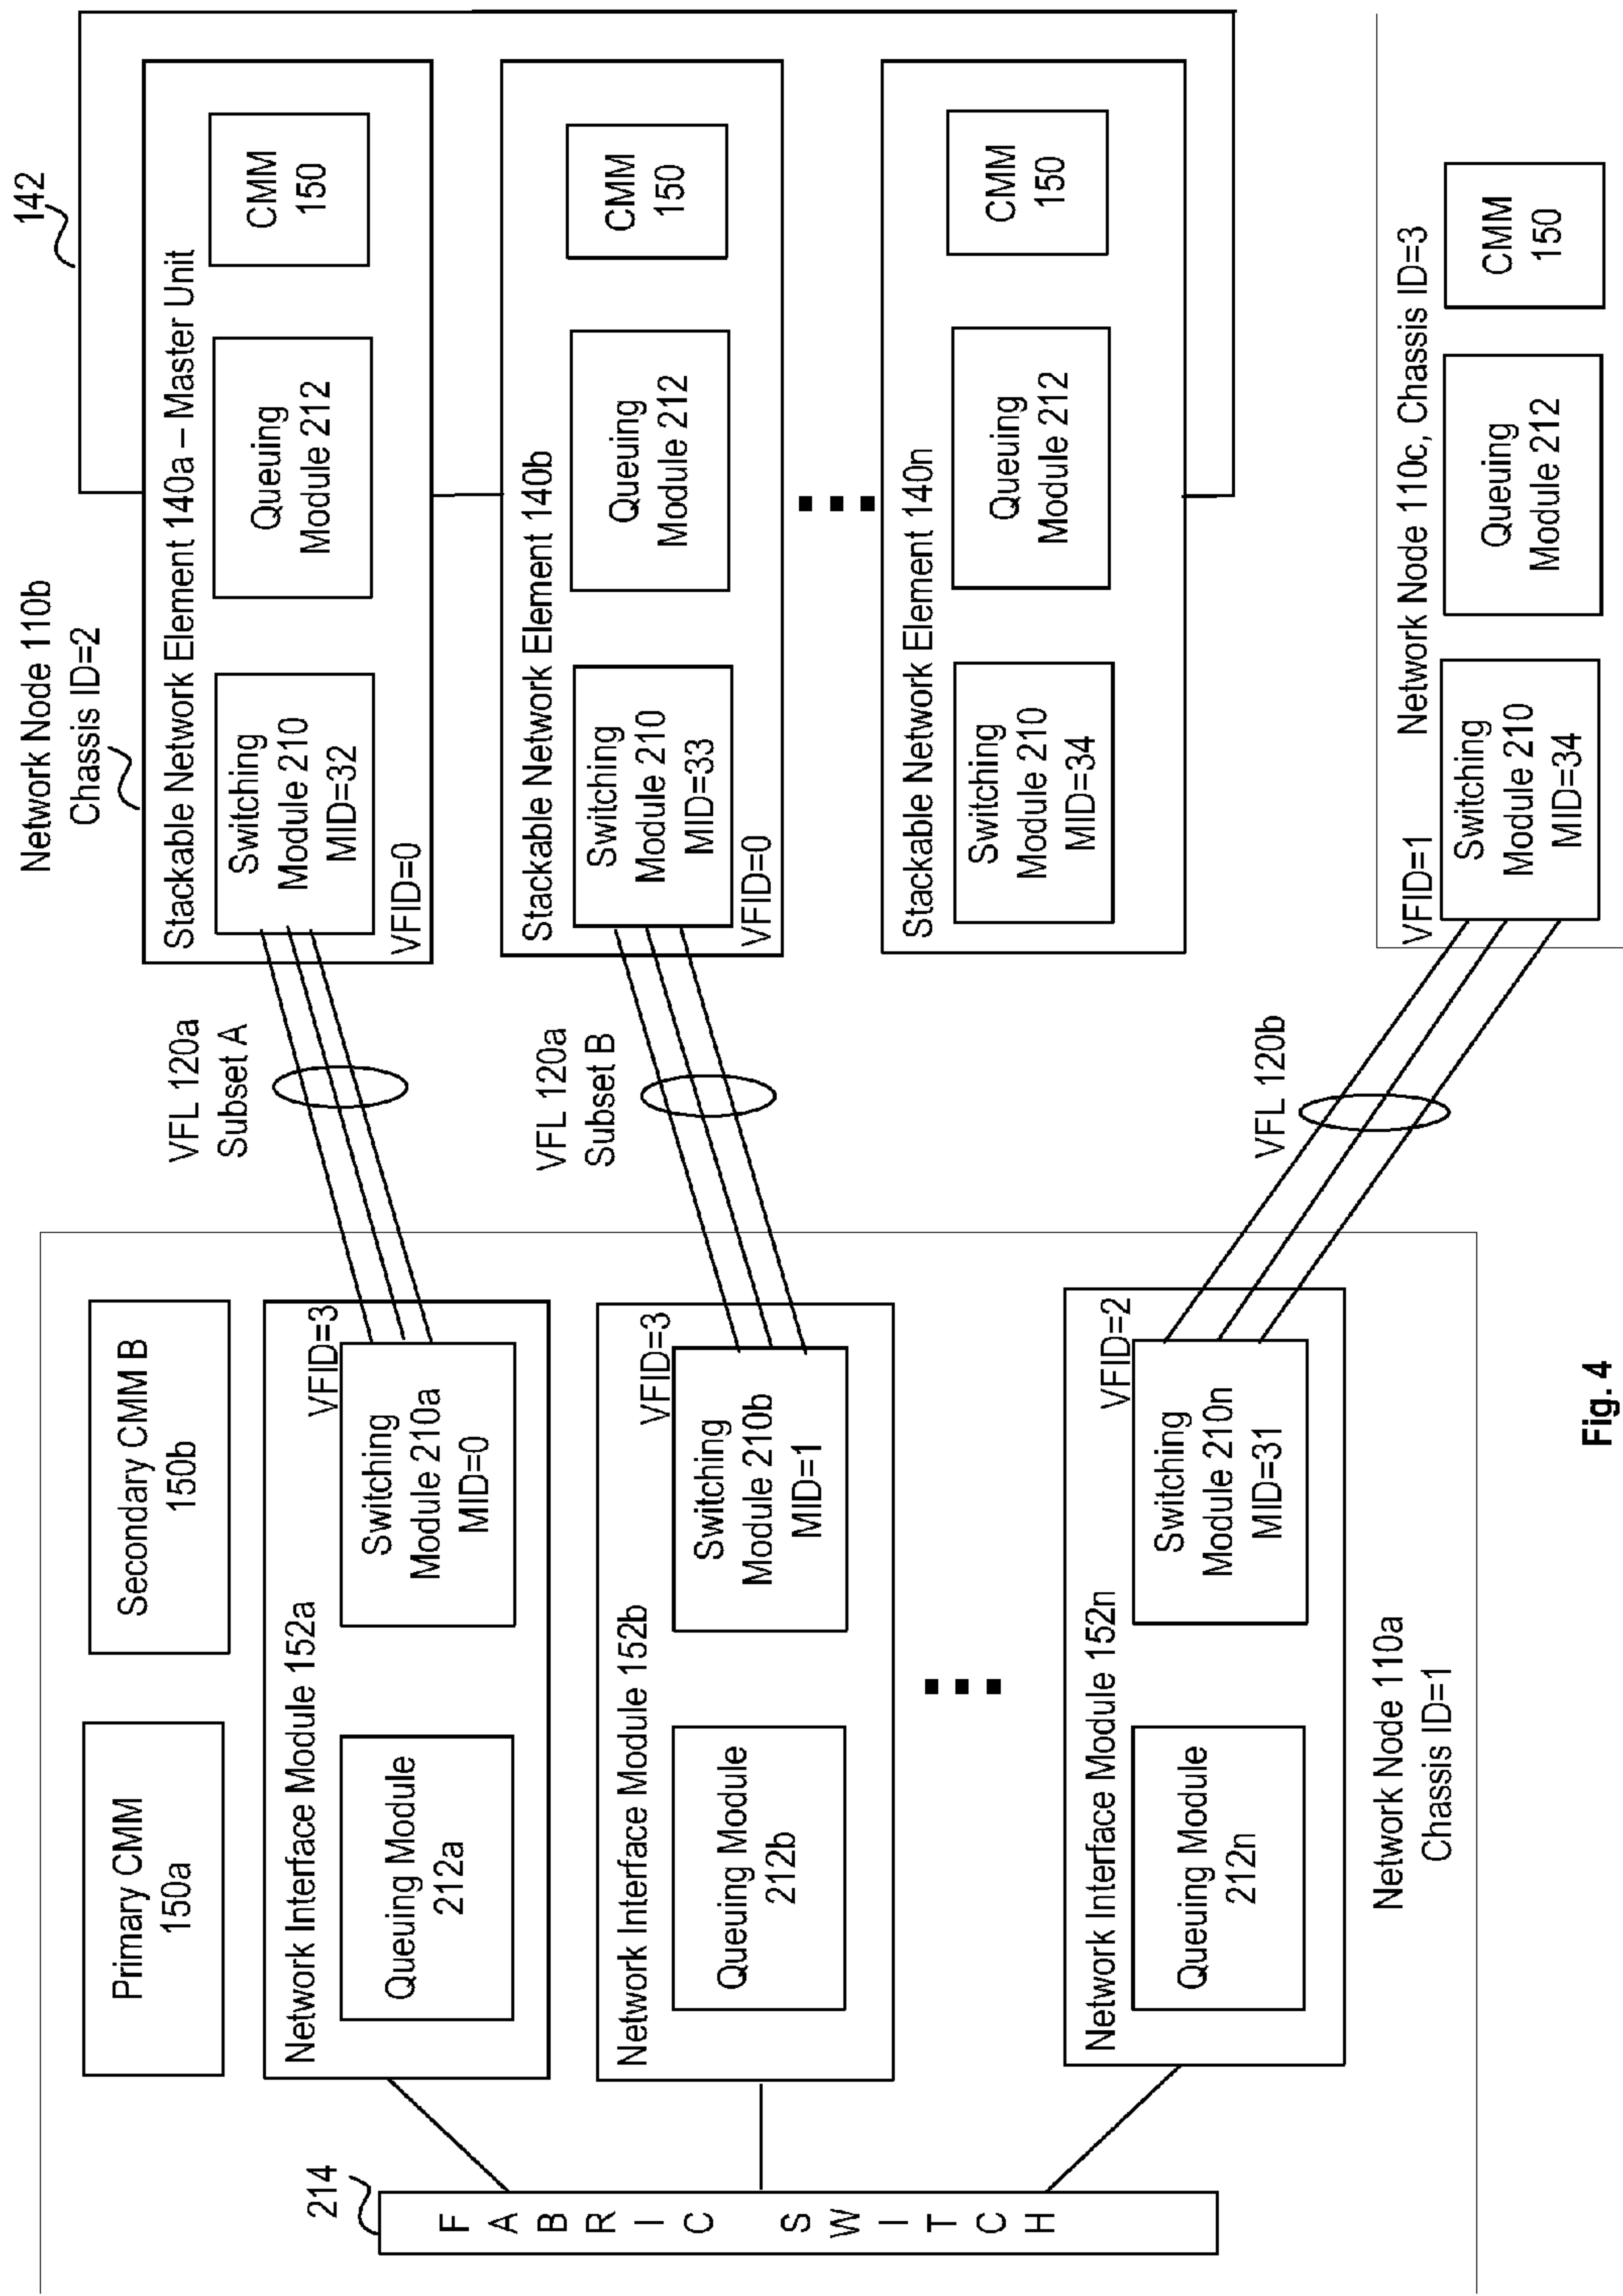 Primary CMM
150a
Secondary CMM B
150b
214
FABRIC SWITCH
Network Interface Module 152a
Queuing Module
212a
Switching
Module 210a
MID=0
VFID=3
Network Interface Module 152b
Queuing Module
212b
Switching
Module 210b
MID=1
VFID=3
Network Interface Module 152n
Queuing Module
212n
Switching
Module 210n
MID=31
VFID=2
Network Node 110a
Chassis ID=1
VFL 120a
Subset A
VFL 120a
Subset B
VFL 120b
Network Node 110b
Chassis ID=2
142
Stackable Network Element 140a – Master Unit
Switching
Module 210
MID=32
Queuing
Module 212
CMM
150
VFID=0
Stackable Network Element 140b
Switching
Module 210
MID=33
Queuing
Module 212
CMM
150
VFID=0
Stackable Network Element 140n
Switching
Module 210
MID=34
Queuing
Module 212
CMM
150
VFID=1
Network Node 110c, Chassis ID=3
Switching
Module 210
MID=34
Queuing
Module 212
CMM
150
Fig. 4